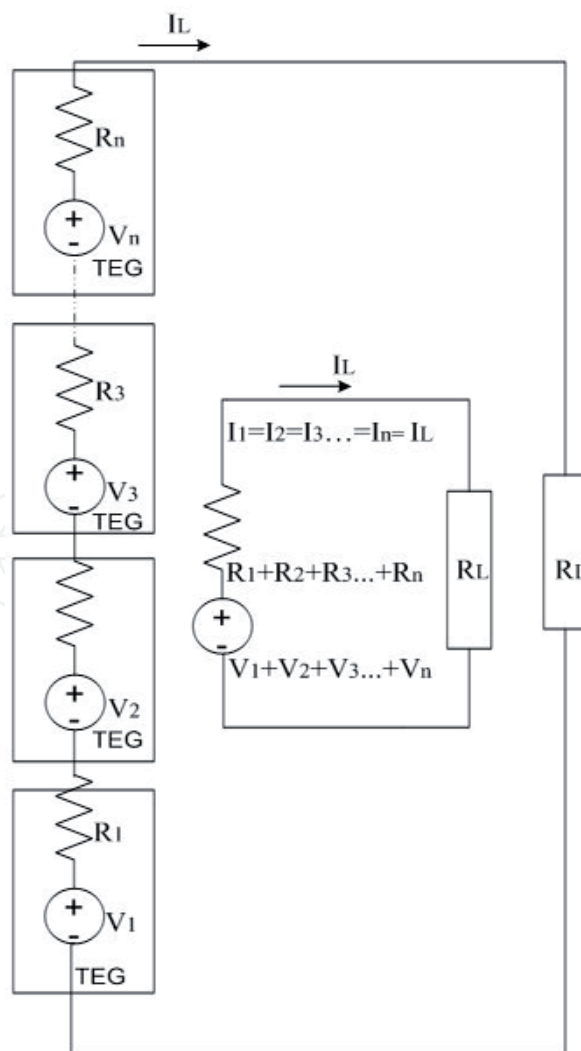 IL
Rn
+
-
Vn
TEG
R3
+
-
V3
TEG
+
-
V2
TEG
R1
+
-
V1
TEG
IL
I1=I2=I3...=In= IL
R1+R2+R3...+Rn
+
-
V1+V2+V3...+Vn
RL
RL